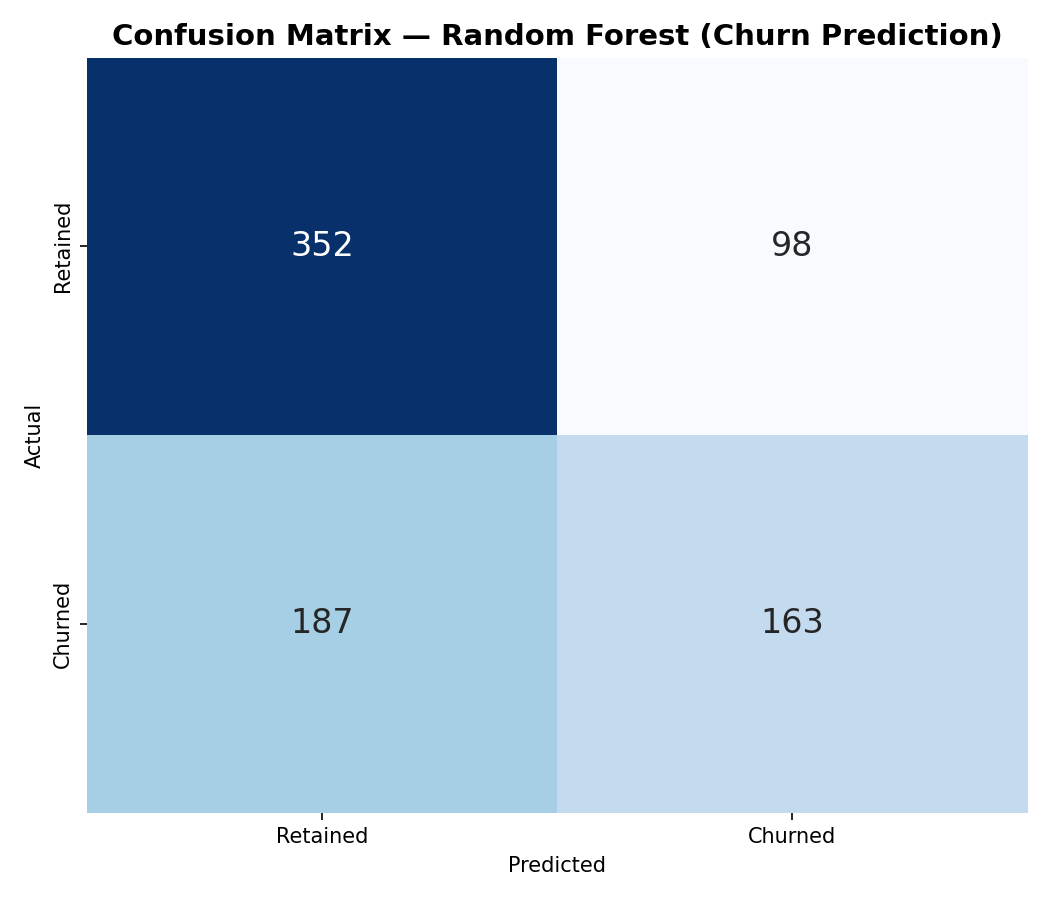 Confusion Matrix — Random Forest (Churn Prediction)
Actual
Retained
352
98
Churned
187
163
Retained
Churned
Predicted